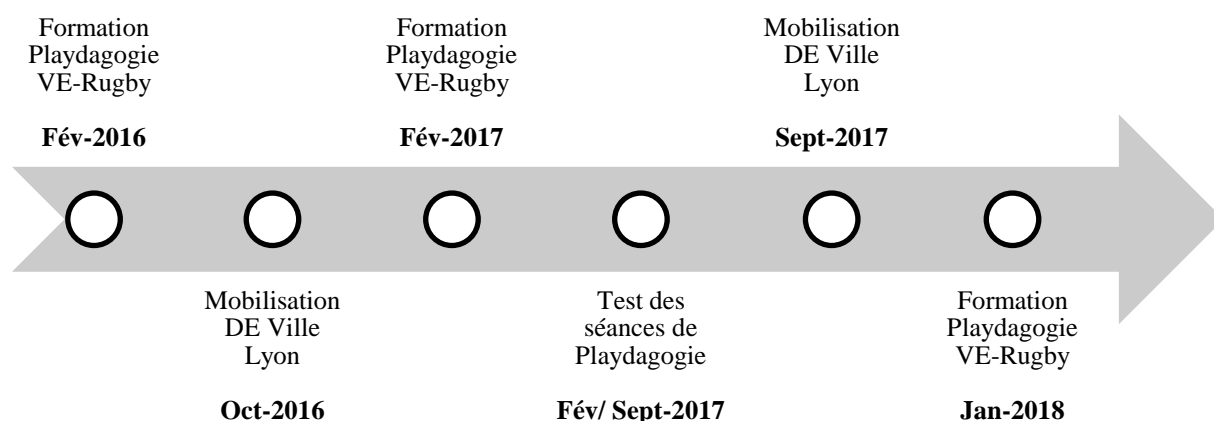 Formation
Playdagogie
VE-Rugby
Fév-2016
Formation
Playdagogie
VE-Rugby
Fév-2017
Mobilisation
DE Ville
Lyon
Sept-2017
Mobilisation
DE Ville
Lyon
Oct-2016
Test des
séances de
Playdagogie
Fév/ Sept-2017
Formation
Playdagogie
VE-Rugby
Jan-2018